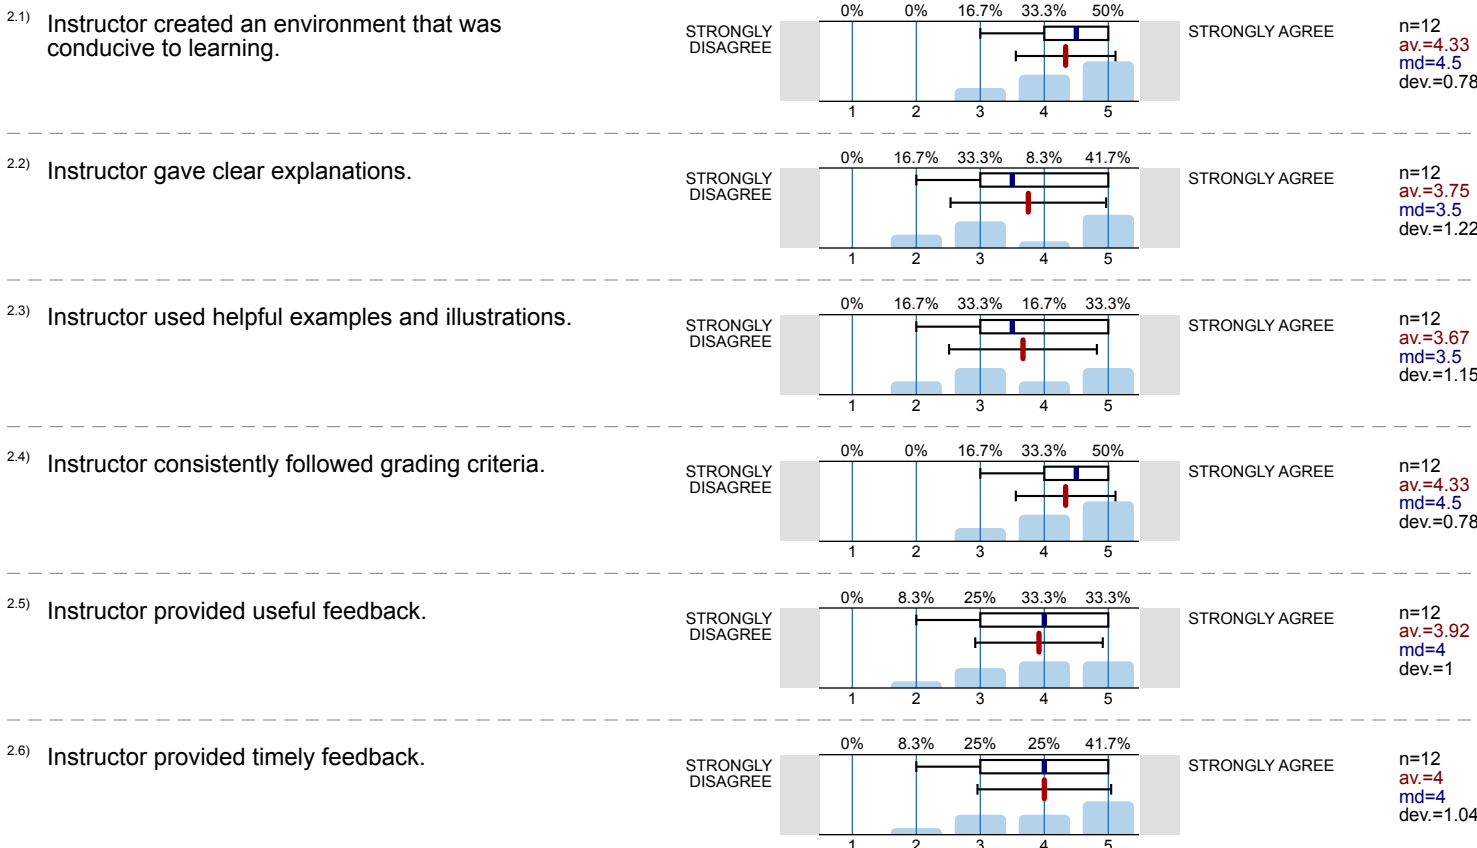 2.1) Instructor created an environment that was
conducive to learning.
STRONGLY
DISAGREE
0% 0% 16.7% 33.3% 50%
1 2 3 4 5
STRONGLY AGREE
n=12
av.=4.33
md=4.5
dev.=0.78
2.2) Instructor gave clear explanations.
STRONGLY
DISAGREE
0% 16.7% 33.3% 8.3% 41.7%
1 2 3 4 5
STRONGLY AGREE
n=12
av.=3.75
md=3.5
dev.=1.22
2.3) Instructor used helpful examples and illustrations.
STRONGLY
DISAGREE
0% 16.7% 33.3% 16.7% 33.3%
1 2 3 4 5
STRONGLY AGREE
n=12
av.=3.67
md=3.5
dev.=1.15
2.4) Instructor consistently followed grading criteria.
STRONGLY
DISAGREE
0% 0% 16.7% 33.3% 50%
1 2 3 4 5
STRONGLY AGREE
n=12
av.=4.33
md=4.5
dev.=0.78
2.5) Instructor provided useful feedback.
STRONGLY
DISAGREE
0% 8.3% 25% 33.3% 33.3%
1 2 3 4 5
STRONGLY AGREE
n=12
av.=3.92
md=4
dev.=1
2.6) Instructor provided timely feedback.
STRONGLY
DISAGREE
0% 8.3% 25% 25% 41.7%
1 2 3 4 5
STRONGLY AGREE
n=12
av.=4
md=4
dev.=1.04